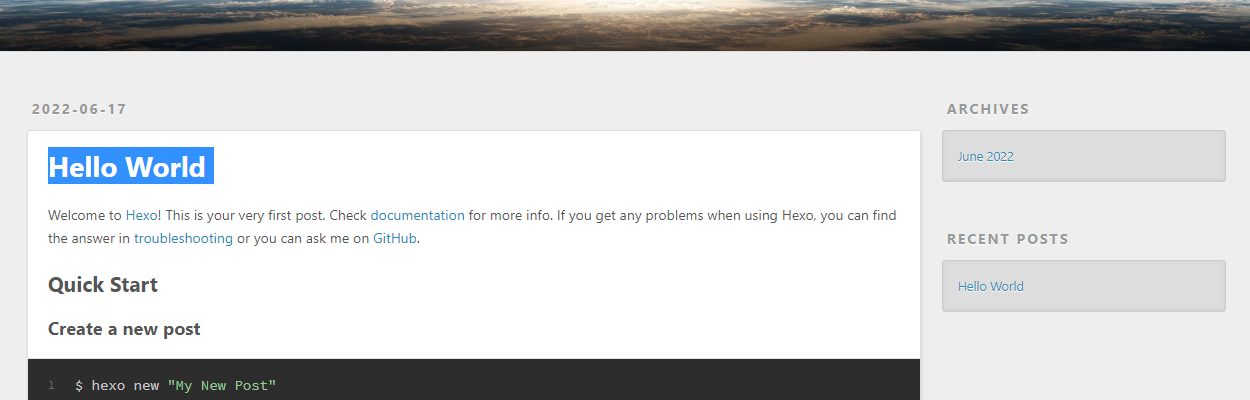 2022-06-17
Hello World
Welcome to Hexo! This is your very first post. Check documentation for more info. If you get any problems when using Hexo, you can find
the answer in troubleshooting or you can ask me on GitHub.
Quick Start
Create a new post
1 $ hexo new "My New Post"
ARCHIVES
June 2022
RECENT POSTS
Hello World